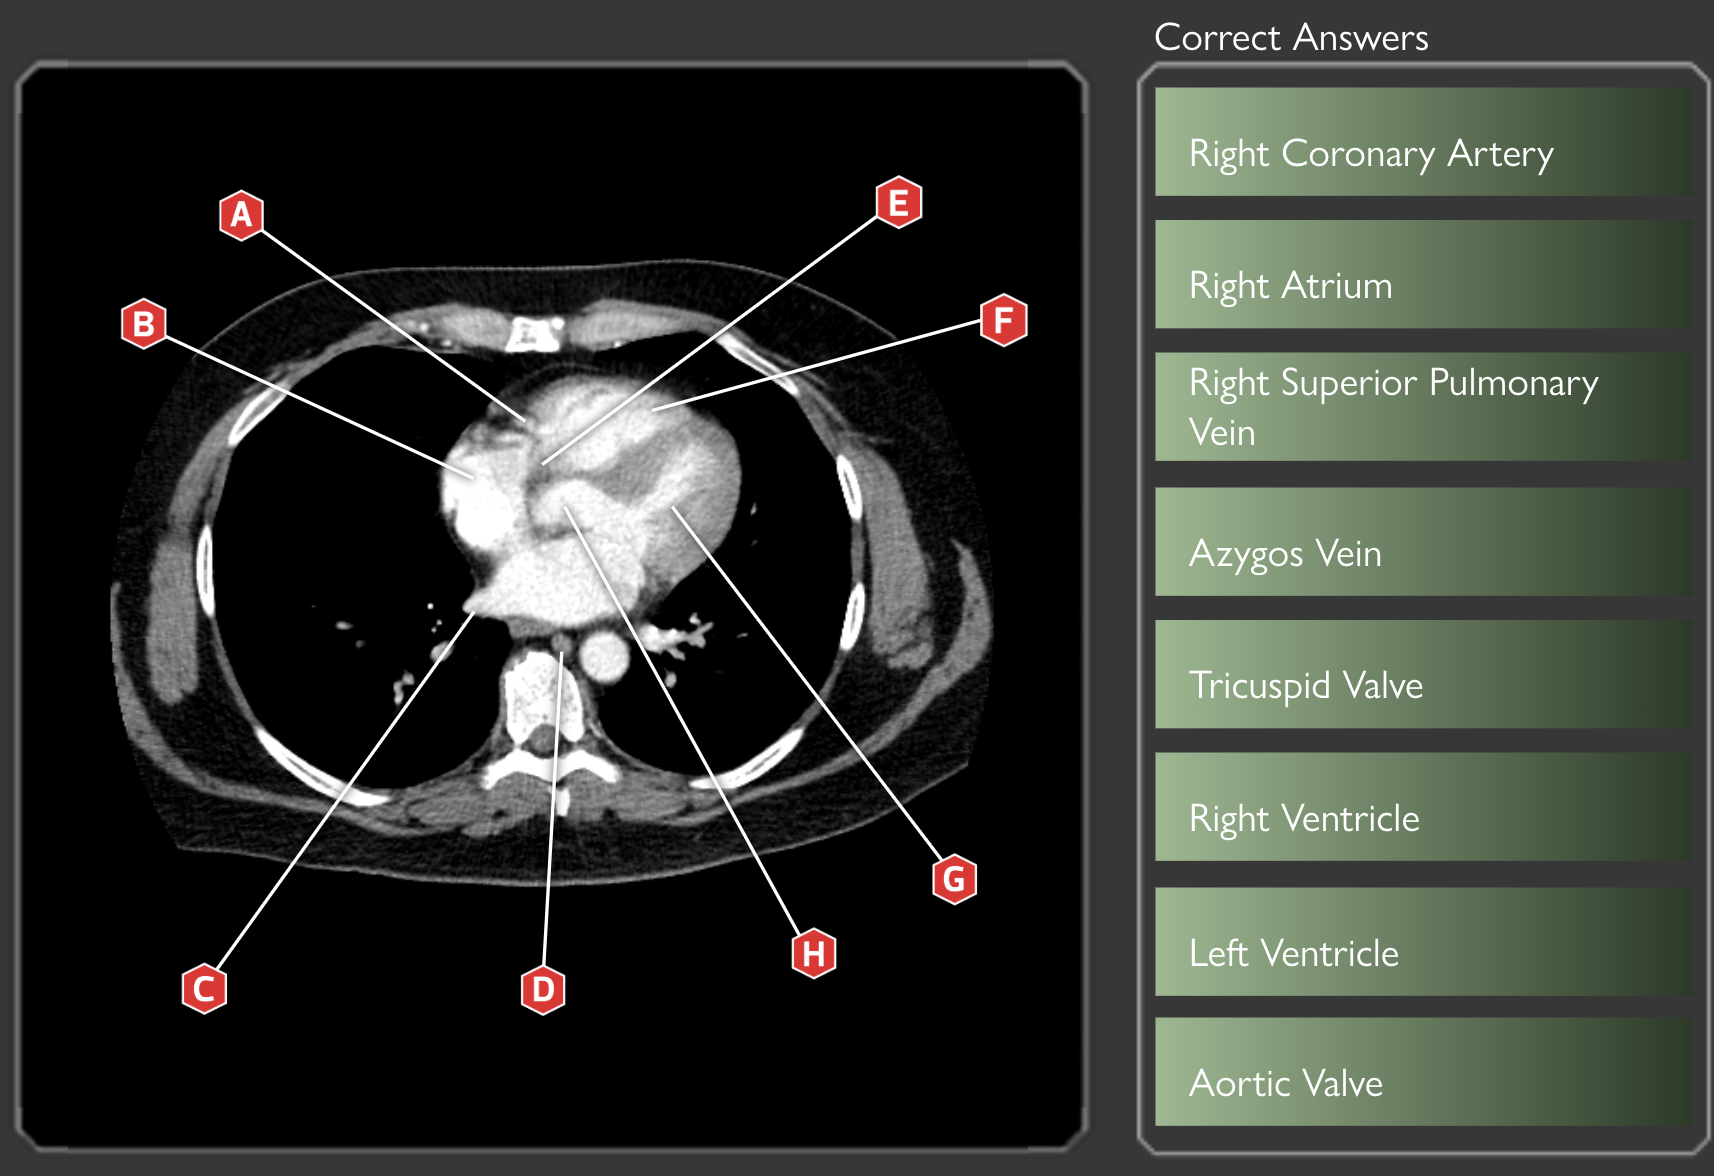 Correct Answers
A
B
C
D
E
F
G
H
Right Coronary Artery
Right Atrium
Right Superior Pulmonary
Vein
Azygos Vein
Tricuspid Valve
Right Ventricle
Left Ventricle
Aortic Valve